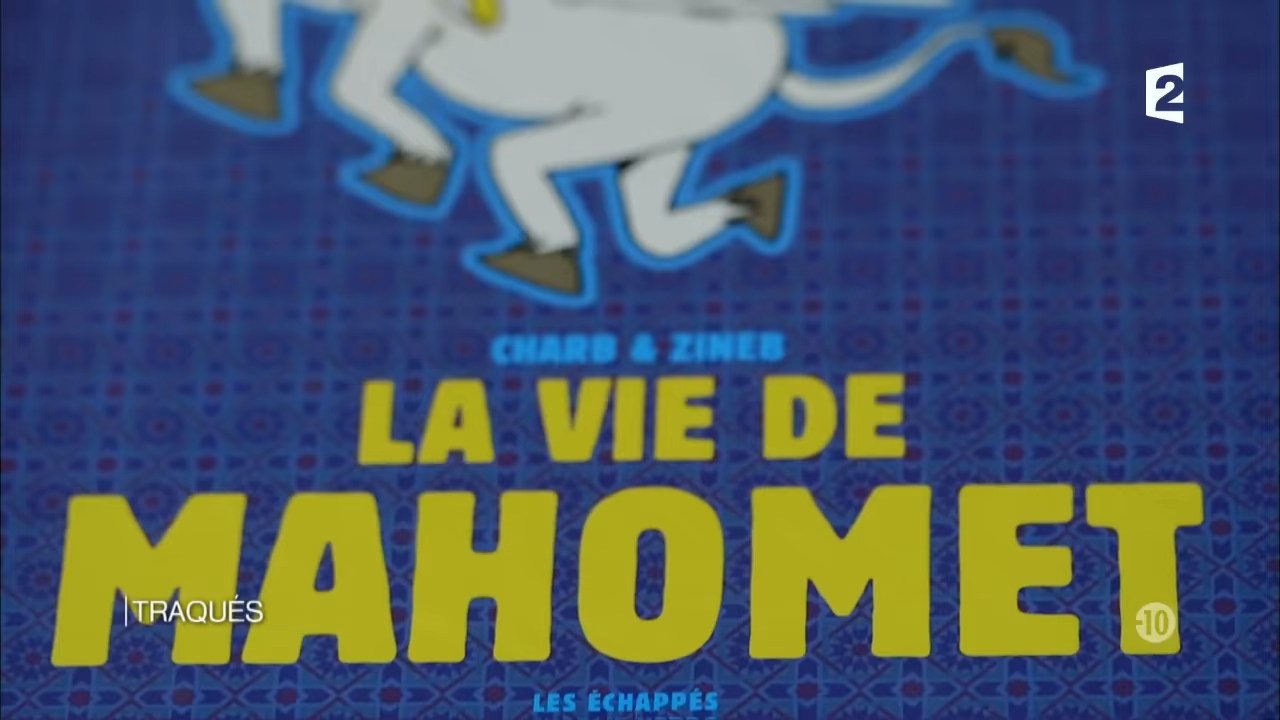 2
CHARB & ZINEB
LA VIE DE
MAHOMET
TRAQUÉS
-10
LES ÉCHAPPÉS